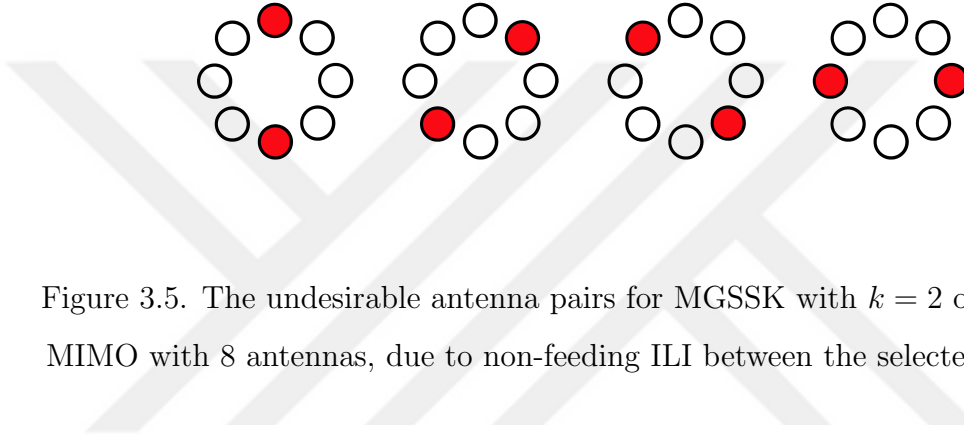 Figure 3.5. The undesirable antenna pairs for MGSSK with k = 2
MIMO with 8 antennas, due to non-feeding ILI between the